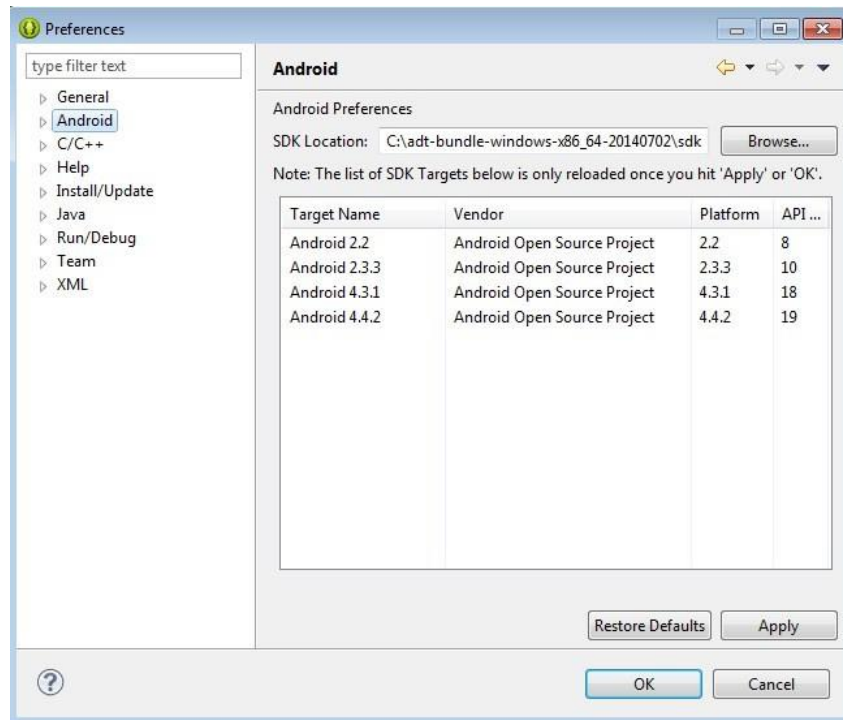 Preferences
type filter text
General
Android
C/C++
Help
Install/Update
Java
Run/Debug
Team
XML
Android
Android Preferences
SDK Location: C:\adt-bundle-windows-x86_64-20140702\sdk Browse...
Note: The list of SDK Targets below is only reloaded once you hit 'Apply' or 'OK'.
Target Name Vendor Platform API ...
Android 2.2 Android Open Source Project 2.2 8
Android 2.3.3 Android Open Source Project 2.3.3 10
Android 4.3.1 Android Open Source Project 4.3.1 18
Android 4.4.2 Android Open Source Project 4.4.2 19
Restore Defaults Apply
? OK Cancel